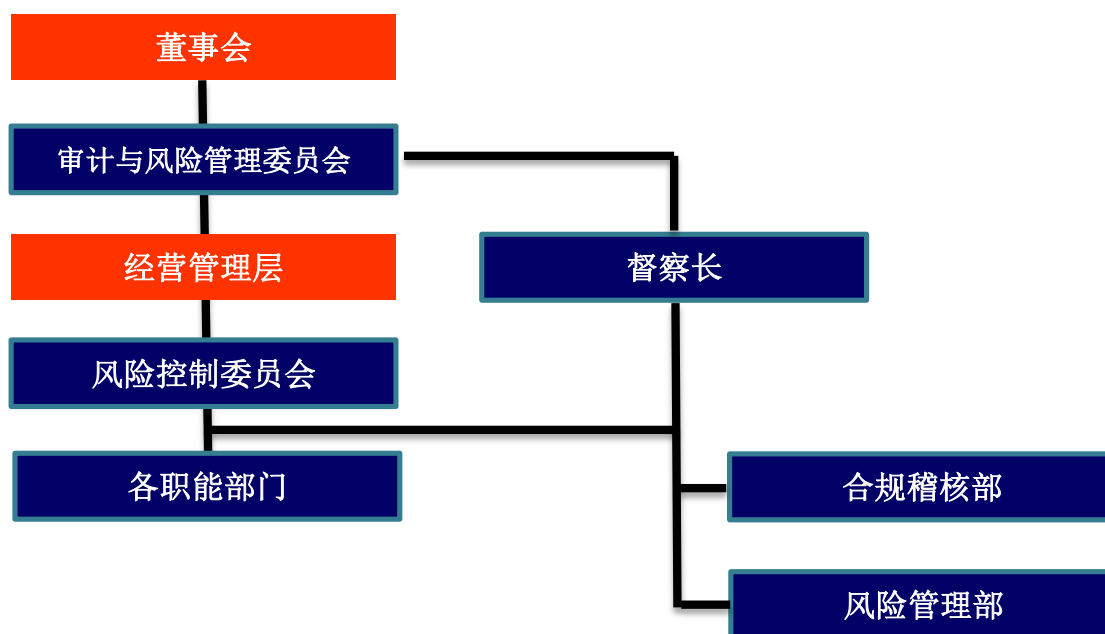 董事会
审计与风险管理委员会
经营管理层
督察长
风险控制委员会
各职能部门
合规稽核部
风险管理部